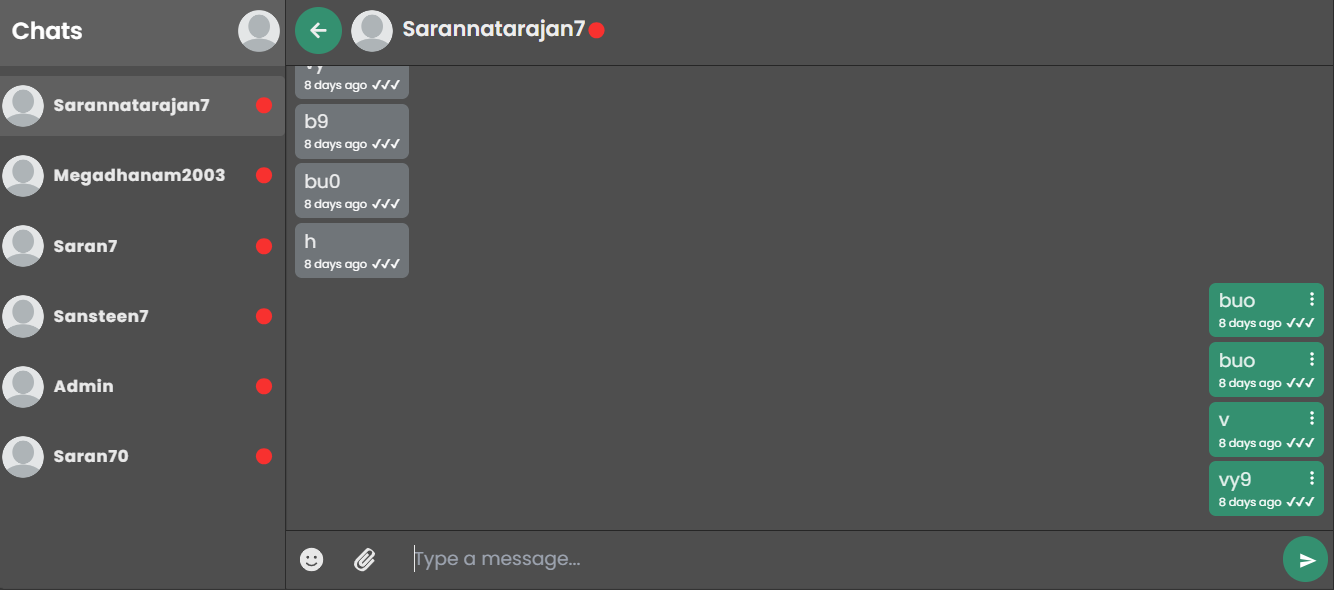 Chats
Sarannatarajan7
Megadhanam2003
Saran7
Sansteen7
Admin
Saran70
Sarannatarajan7
vy
8 days ago ✓✓✓
b9
8 days ago ✓✓✓
bu0
8 days ago ✓✓✓
h
8 days ago ✓✓✓
buo
8 days ago ✓✓✓
buo
8 days ago ✓✓✓
v
8 days ago ✓✓✓
vy9
8 days ago ✓✓✓
Type a message...